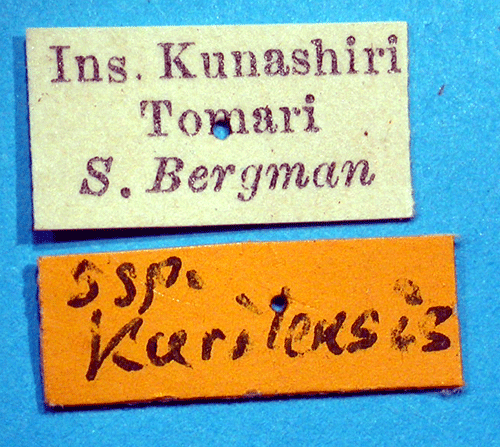 Ins. Kunashiri
Tomari
S. Bergman
ssp.
Kurilensis